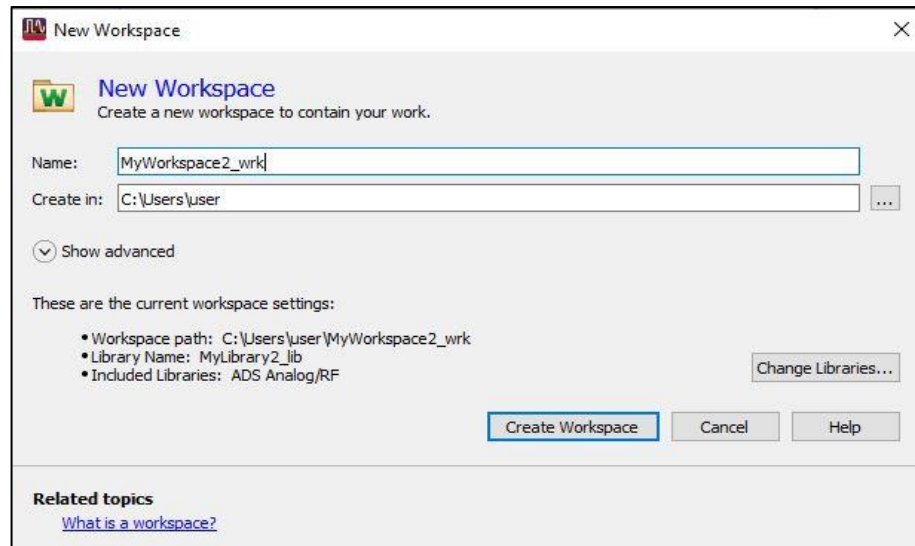 New Workspace
New Workspace
Create a new workspace to contain your work.
Name: MyWorkspace2_wrk
Create in: C:\Users\user ...
Show advanced
These are the current workspace settings:
• Workspace path: C:\Users\user\MyWorkspace2_wrk
• Library Name: MyLibrary2_lib
• Included Libraries: ADS Analog/RF
Change Libraries...
Create Workspace Cancel Help
Related topics
What is a workspace?